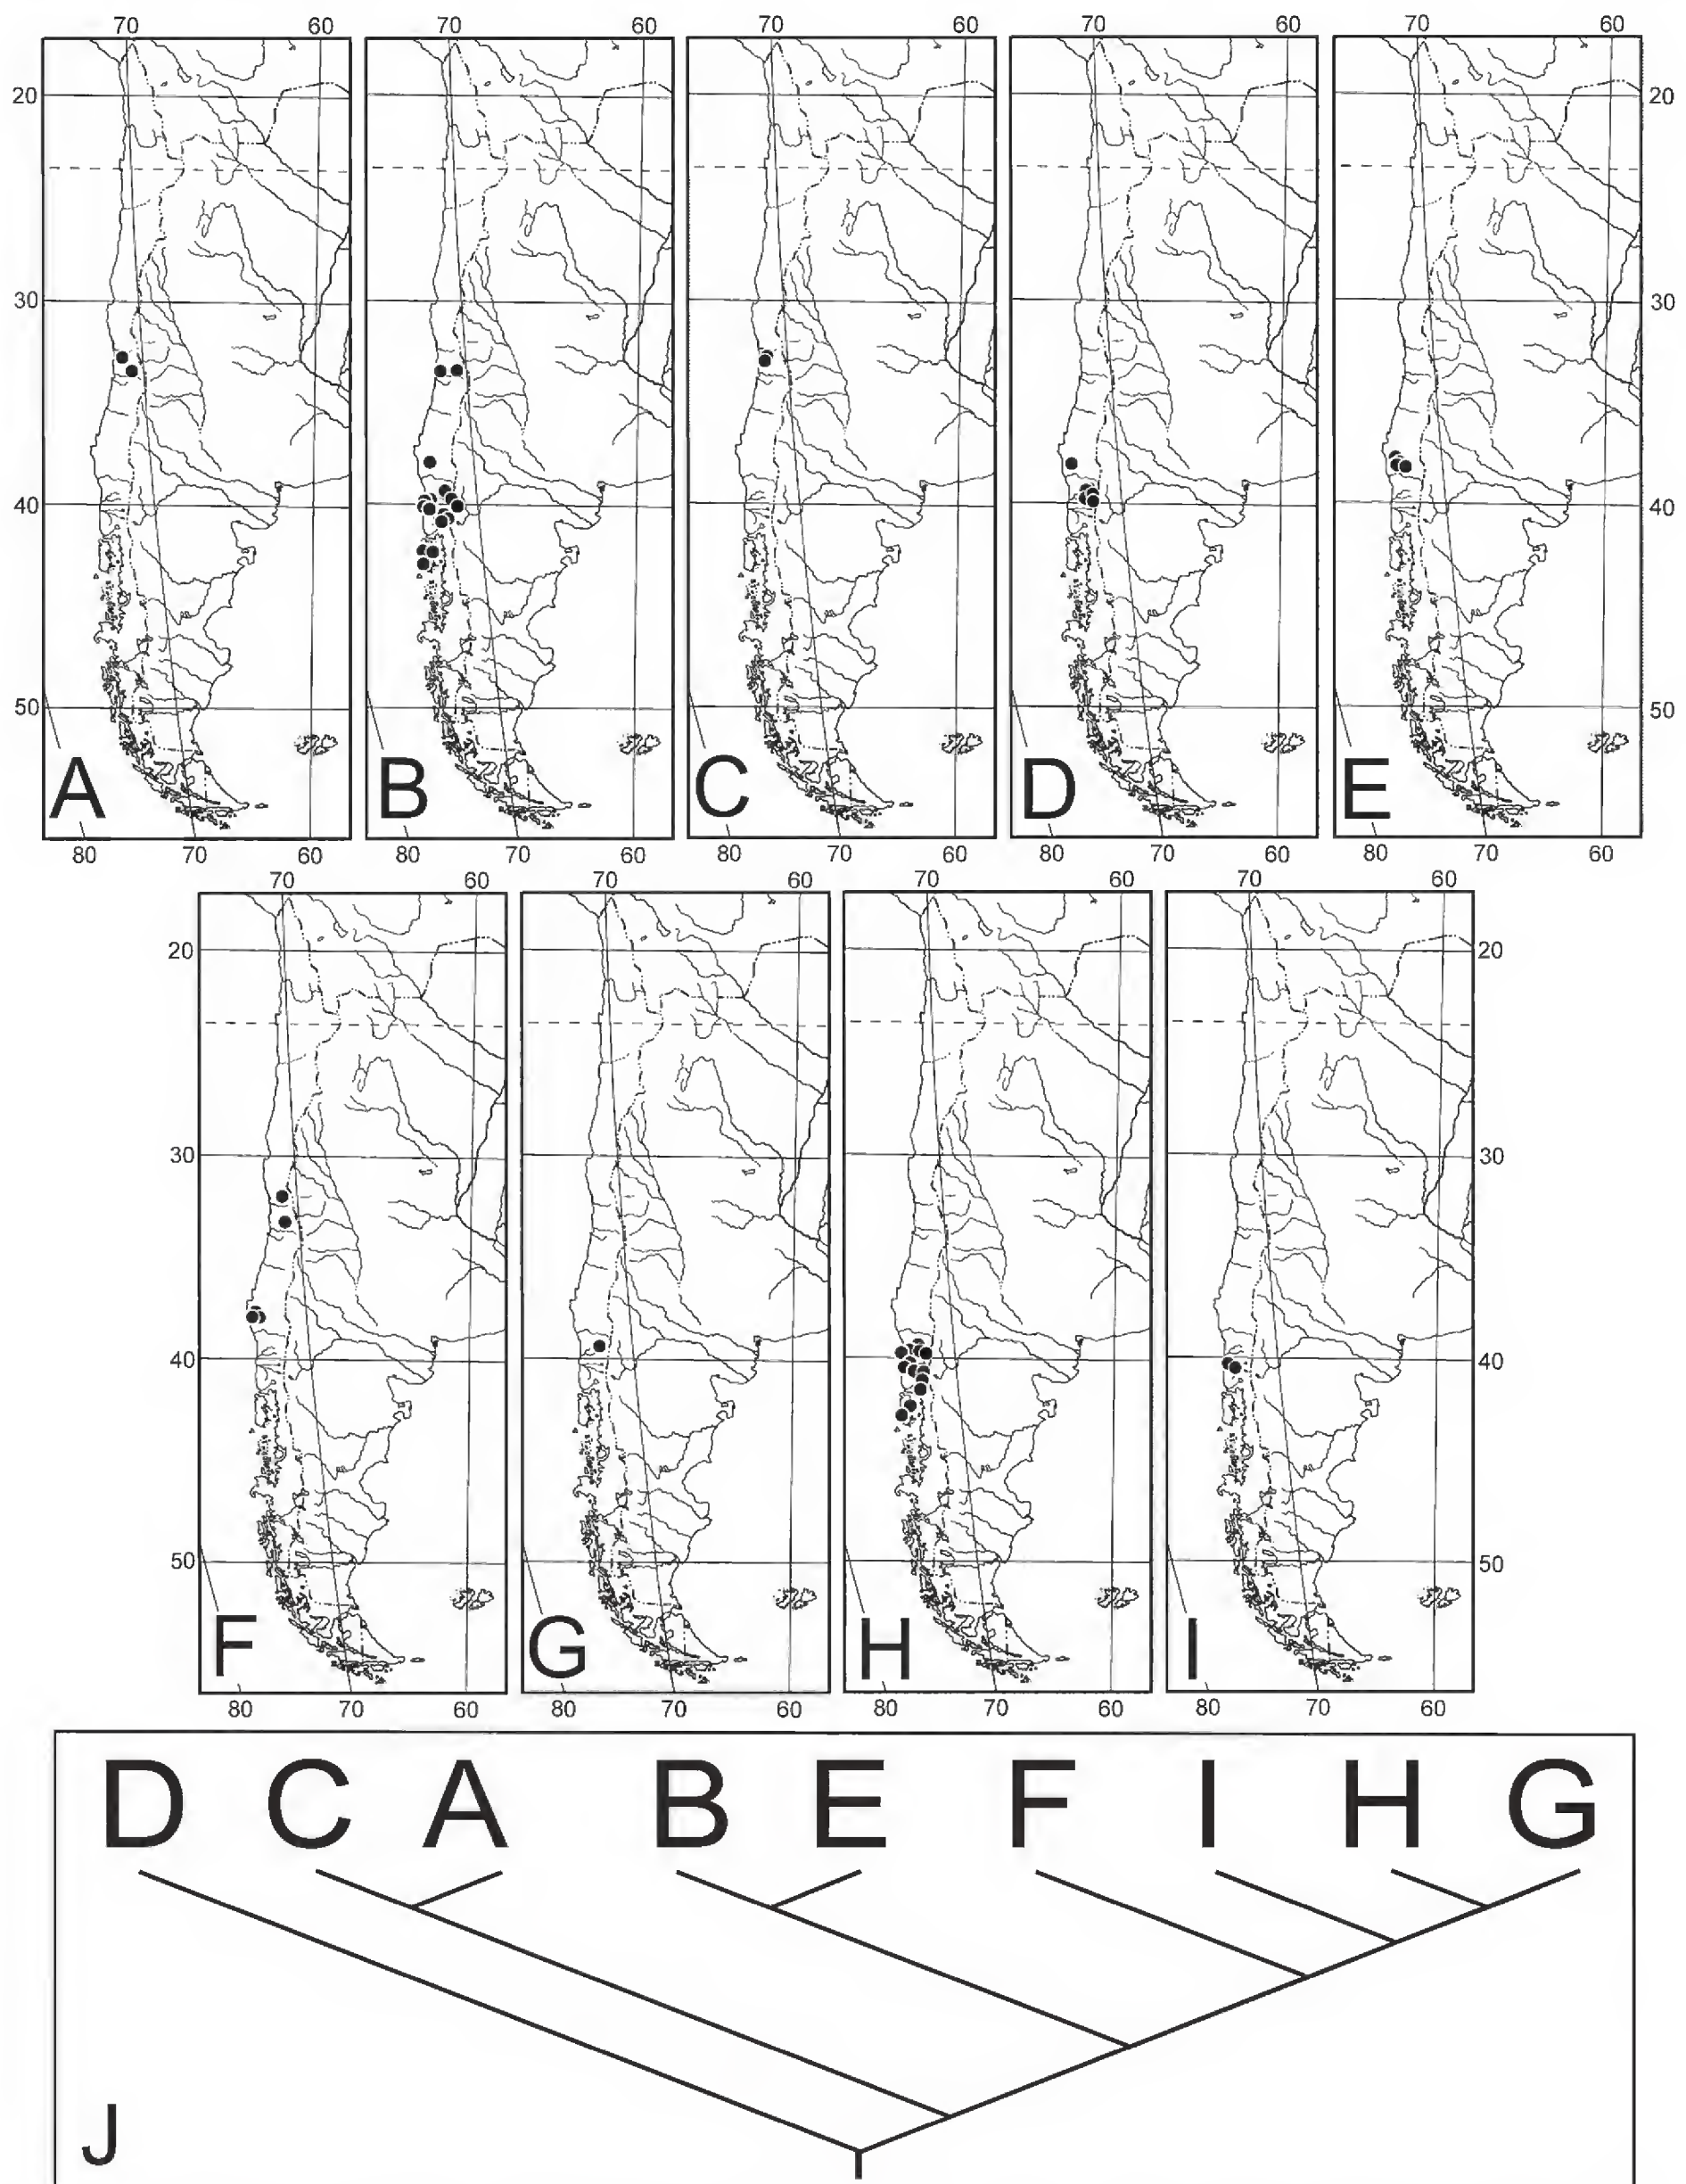 70 60 70 60 70 60 70 60 70 60
20 20
30 30
40 40
50 50
A B C D E
80 70 60 80 70 60 80 70 60 80 70 60 80 70 60
70 60 70 60 70 60 70 60
20 20
30 30
40 40
50 50
F G H I
80 70 60 80 70 60 80 70 60 80 70 60
D C A B E F I H G
J